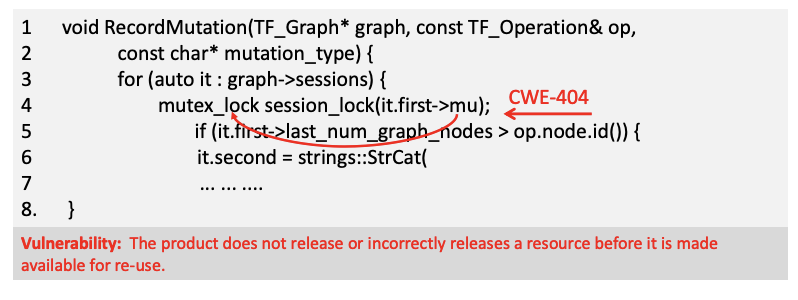 1 void RecordMutation(TF_Graph* graph, const TF_Operation& op,
2 const char* mutation_type) {
3 for (auto it : graph->sessions) {
4 mutex_lock session_lock(it.first->mu); CWE-404
5 if (it.first->last_num_graph_nodes > op.node.id()) {
6 it.second = strings::StrCat(
7 ... ... ....
8. }
Vulnerability: The product does not release or incorrectly releases a resource before it is made
available for re-use.